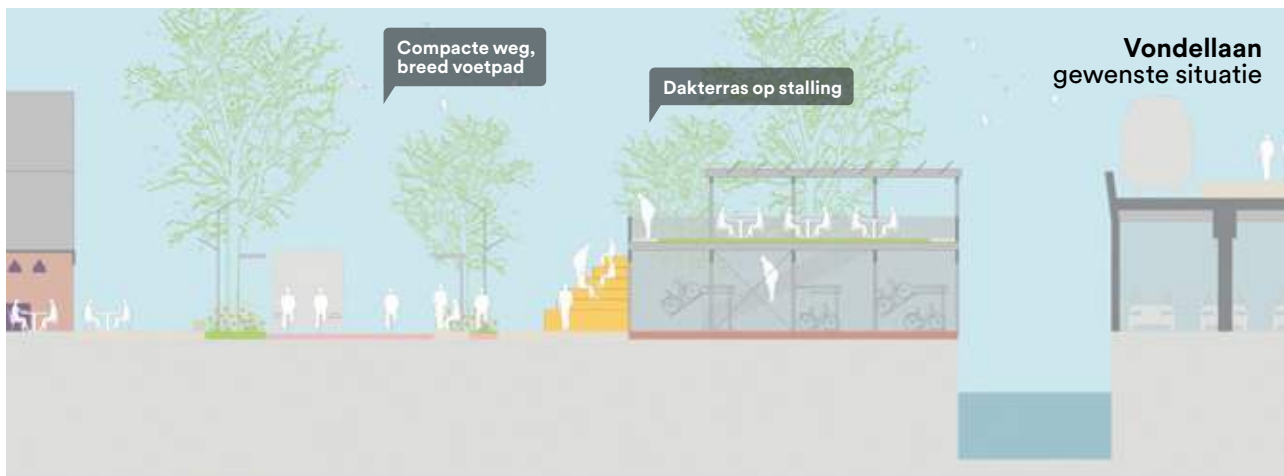 Compacte weg,
breed voetpad
Dakterras op stalling
Vondellaan
gewenste situatie